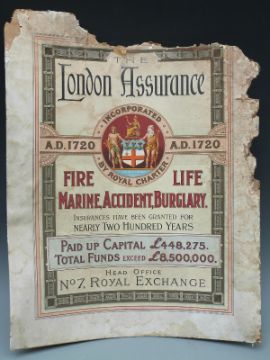 THE
London Assurance
INCORPORATED
BY ROYAL CHARTER
A.D. 1720 A.D. 1720
FIRE LIFE
MARINE, ACCIDENT, BURGLARY.
INSURANCES HAVE BEEN GRANTED FOR
NEARLY TWO HUNDRED YEARS
PAID UP CAPITAL £448,275.
TOTAL FUNDS EXCEED £8,500,000.
HEAD OFFICE
No 7, ROYAL EXCHANGE